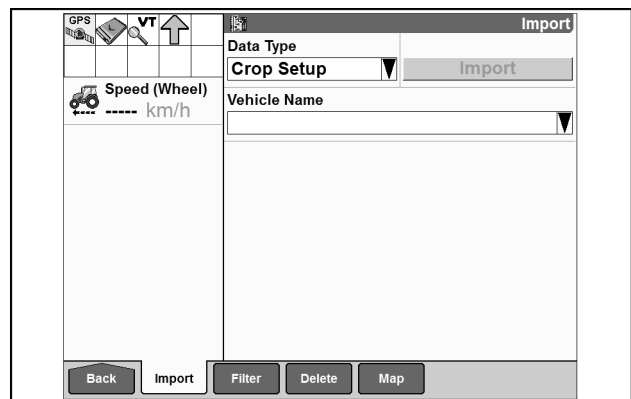 GPS
VT
Import
Data Type
Crop Setup
Import
Speed (Wheel)
----- km/h
Vehicle Name
Back
Import
Filter
Delete
Map